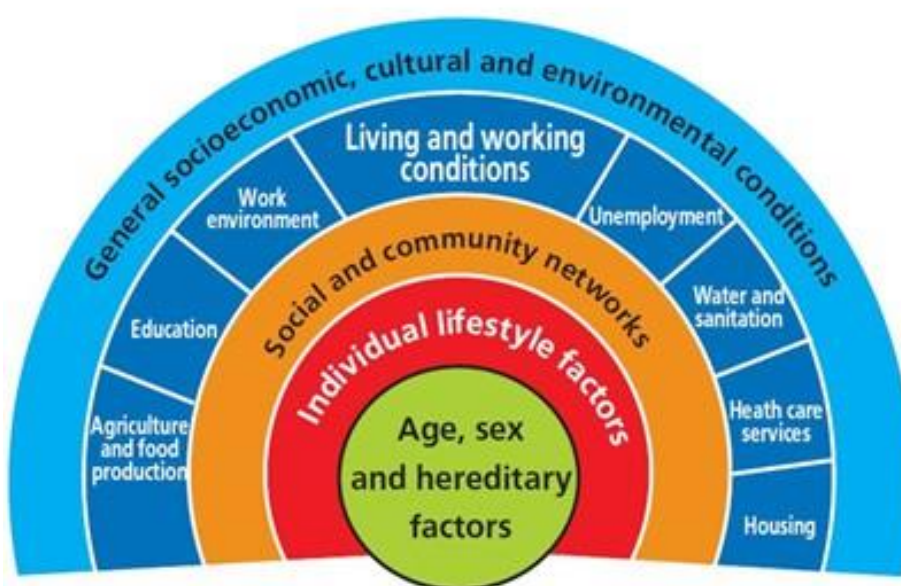 General socioeconomic, cultural and environmental conditions
Living and working
conditions
Work
environment
Unemployment
Education
Water and
sanitation
Agriculture
and food
production
Heath care
services
Housing
Social and community networks
Individual lifestyle factors
Age, sex
and hereditary
factors